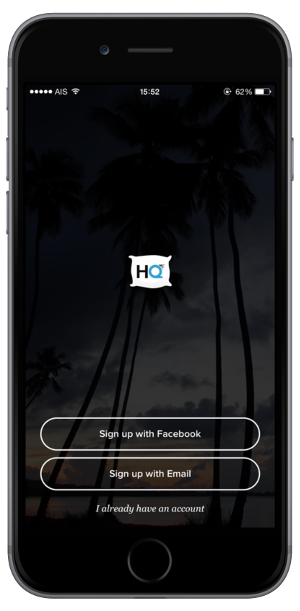 AIS 15:52 62%
HQ
Sign up with Facebook
Sign up with Email
I already have an account